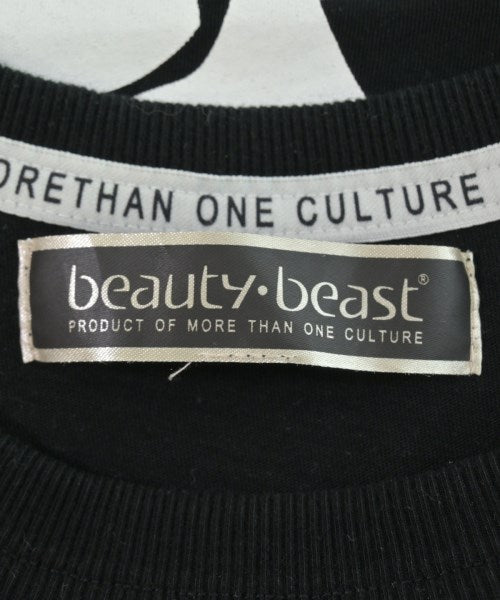 ORETHAN ONE CULTURE
beauty•beast®
PRODUCT OF MORE THAN ONE CULTURE